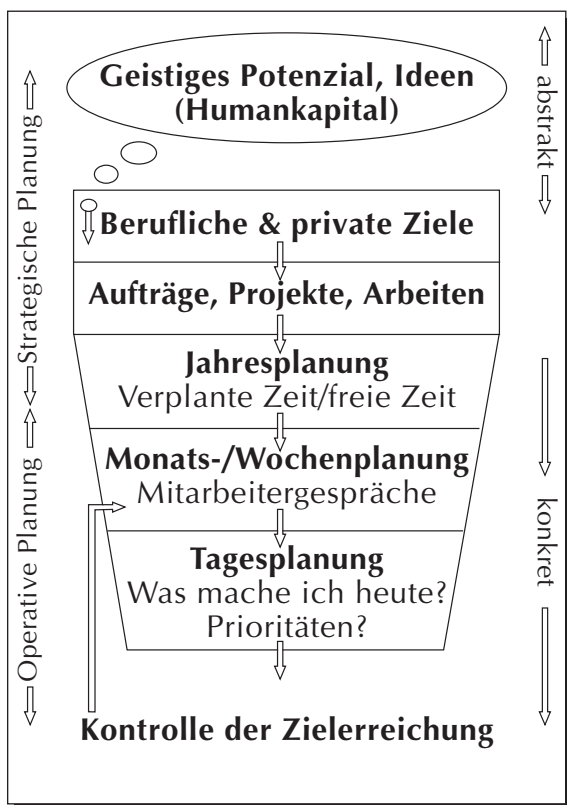 Geistiges Potenzial, Ideen
(Humankapital)
Berufliche & private Ziele
Aufträge, Projekte, Arbeiten
Jahresplanung
Verplante Zeit/freie Zeit
Monats-/Wochenplanung
Mitarbeitergespräche
Tagesplanung
Was mache ich heute?
Prioritäten?
Kontrolle der Zielerreichung
Strategische Planung
Operative Planung
abstrakt
konkret